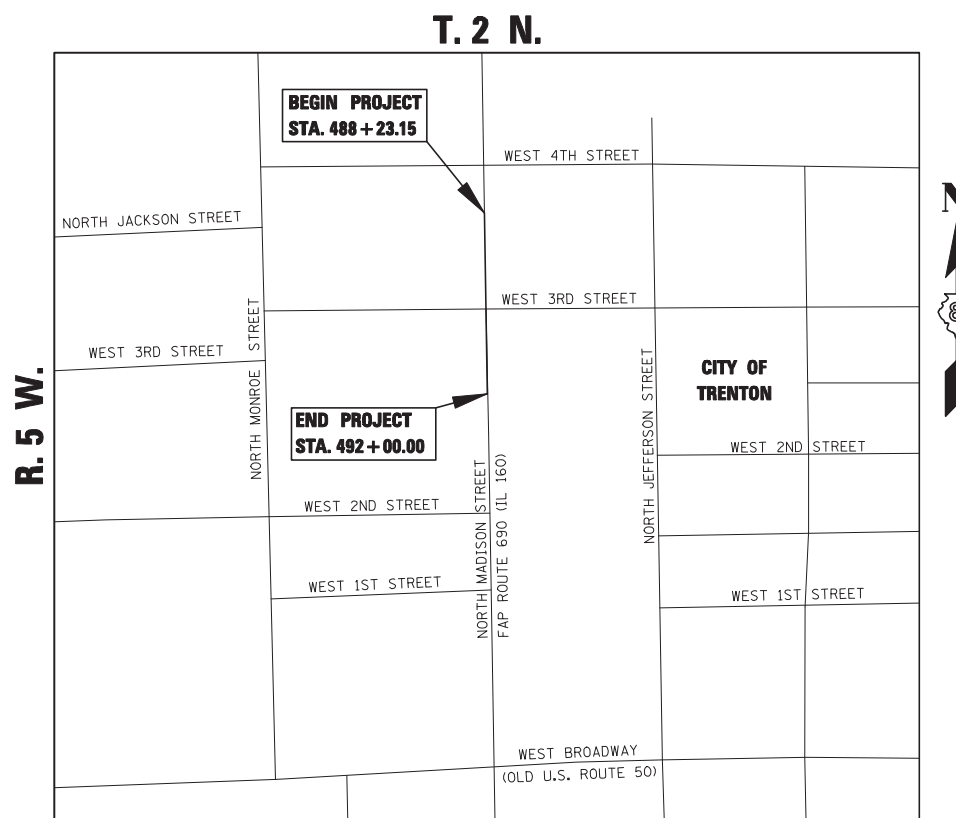 T. 2 N.
BEGIN PROJECT
STA. 488+23.15
WEST 4TH STREET
N
NORTH JACKSON STREET
WEST 3RD STREET
NORTH MONROE STREET
WEST 3RD STREET
R. 5 W.
CITY OF
TRENTON
END PROJECT
STA. 492+00.00
NORTH JEFFERSON STREET
WEST 2ND STREET
WEST 2ND STREET
NORTH MADISON STREET
FAP ROUTE 690 (IL 160)
WEST 1ST STREET
WEST 1ST STREET
WEST BROADWAY
(OLD U.S. ROUTE 50)